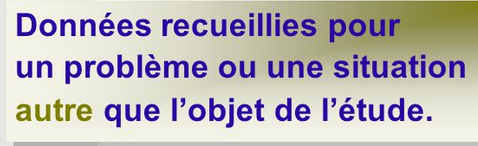 Données recueillies pour
un problème ou une situation
autre que l’objet de l’étude.